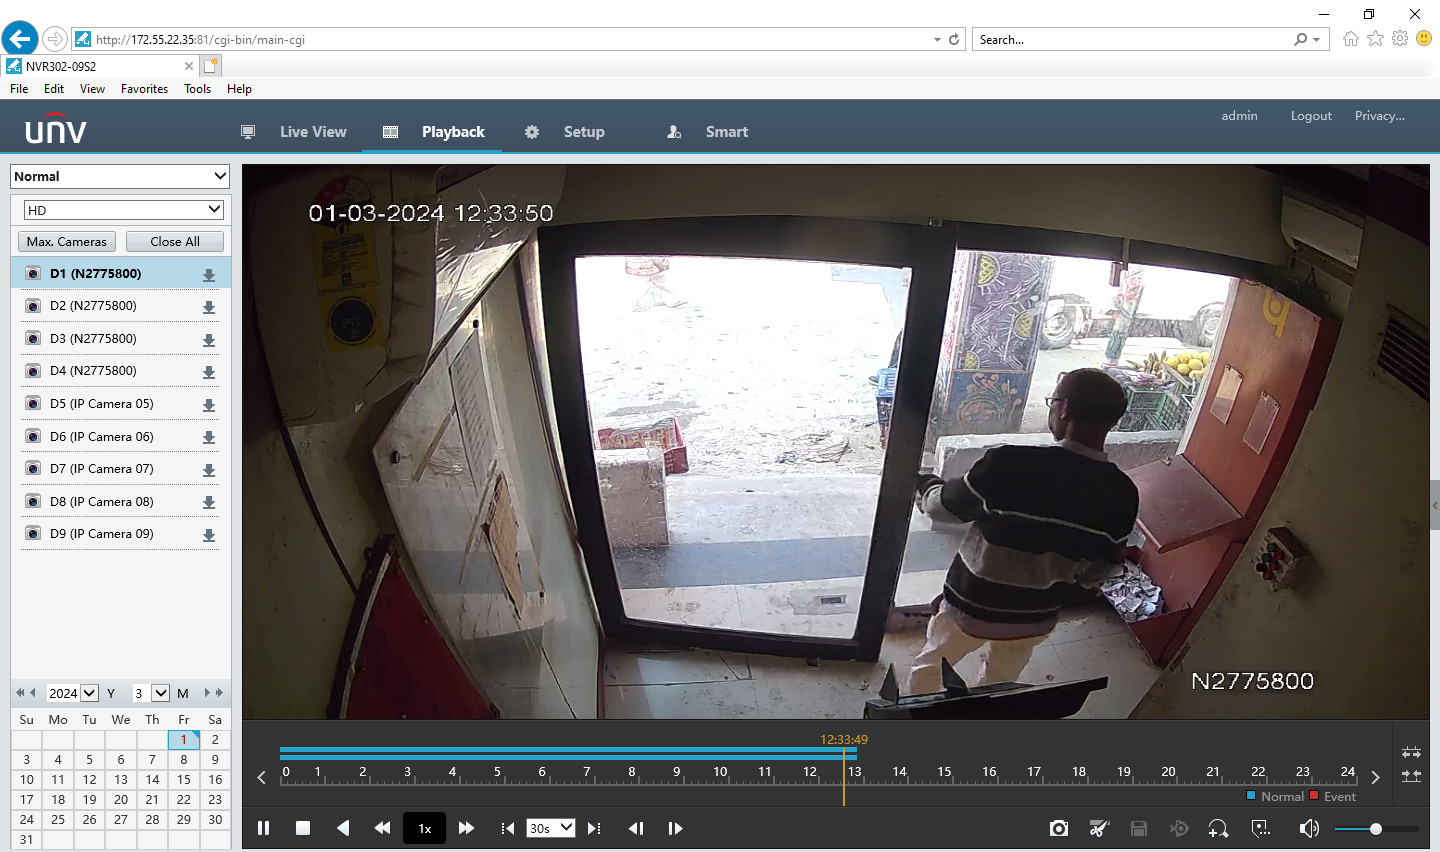 http://172.55.22.35:81/cgi-bin/main-cgi
Search...
NVR302-09S2
File Edit View Favorites Tools Help
unv
Live View Playback Setup Smart
admin Logout Privacy...
Normal
HD
Max. Cameras Close All
D1 (N2775800)
D2 (N2775800)
D3 (N2775800)
D4 (N2775800)
D5 (IP Camera 05)
D6 (IP Camera 06)
D7 (IP Camera 07)
D8 (IP Camera 08)
D9 (IP Camera 09)
2024 Y 3 M
Su Mo Tu We Th Fr Sa
1 2
3 4 5 6 7 8 9
10 11 12 13 14 15 16
17 18 19 20 21 22 23
24 25 26 27 28 29 30
31
01-03-2024 12:33:50
N2775800
12:33:49
0 1 2 3 4 5 6 7 8 9 10 11 12 13 14 15 16 17 18 19 20 21 22 23 24
Normal Event
1x
30s